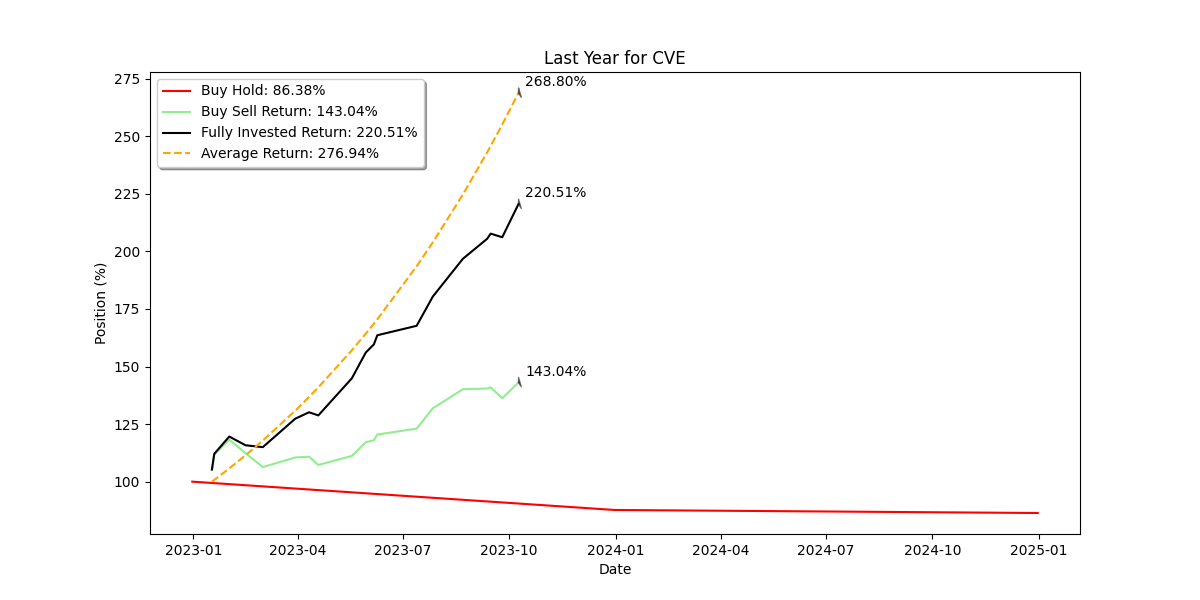 Last Year for CVE
Buy Hold: 86.38%
Buy Sell Return: 143.04%
Fully Invested Return: 220.51%
Average Return: 276.94%
268.80%
220.51%
143.04%
275
250
225
200
175
150
125
100
Position (%)
2023-01 2023-04 2023-07 2023-10 2024-01 2024-04 2024-07 2024-10 2025-01
Date